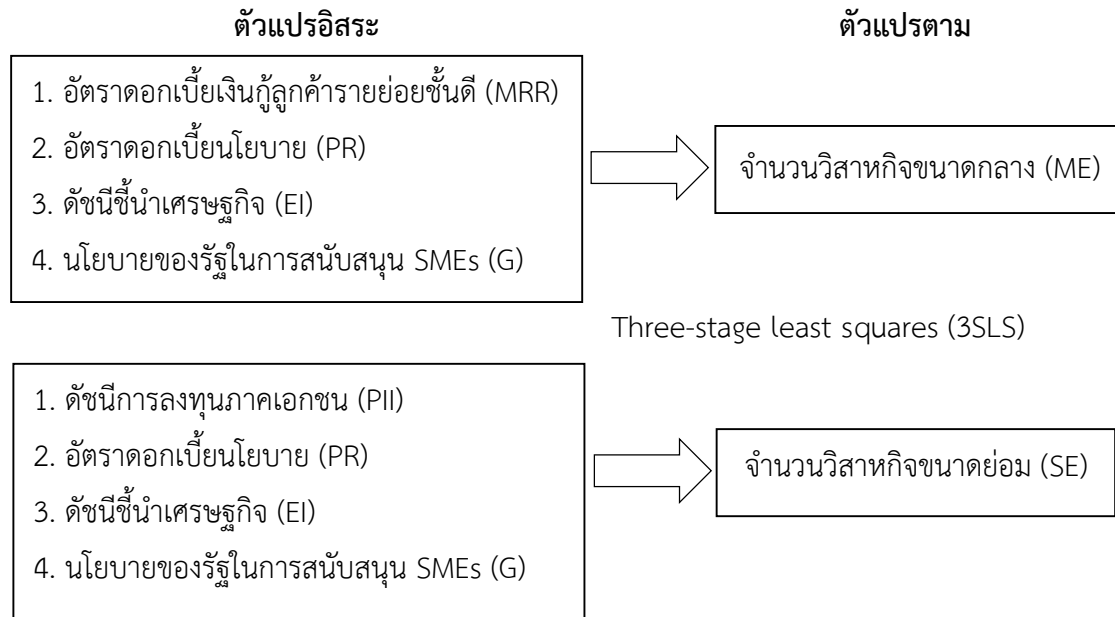 ตัวแปรอิสระ
ตัวแปรตาม
1. อัตราดอกเบี้ยเงินกู้ลูกค้ารายย่อยชั้นดี (MRR)
2. อัตราดอกเบี้ยนโยบาย (PR)
3. ดัชนีชี้นำเศรษฐกิจ (EI)
4. นโยบายของรัฐในการสนับสนุน SMEs (G)
จำนวนวิสาหกิจขนาดกลาง (ME)
Three-stage least squares (3SLS)
1. ดัชนีการลงทุนภาคเอกชน (PII)
2. อัตราดอกเบี้ยนโยบาย (PR)
3. ดัชนีชี้นำเศรษฐกิจ (EI)
4. นโยบายของรัฐในการสนับสนุน SMEs (G)
จำนวนวิสาหกิจขนาดย่อม (SE)